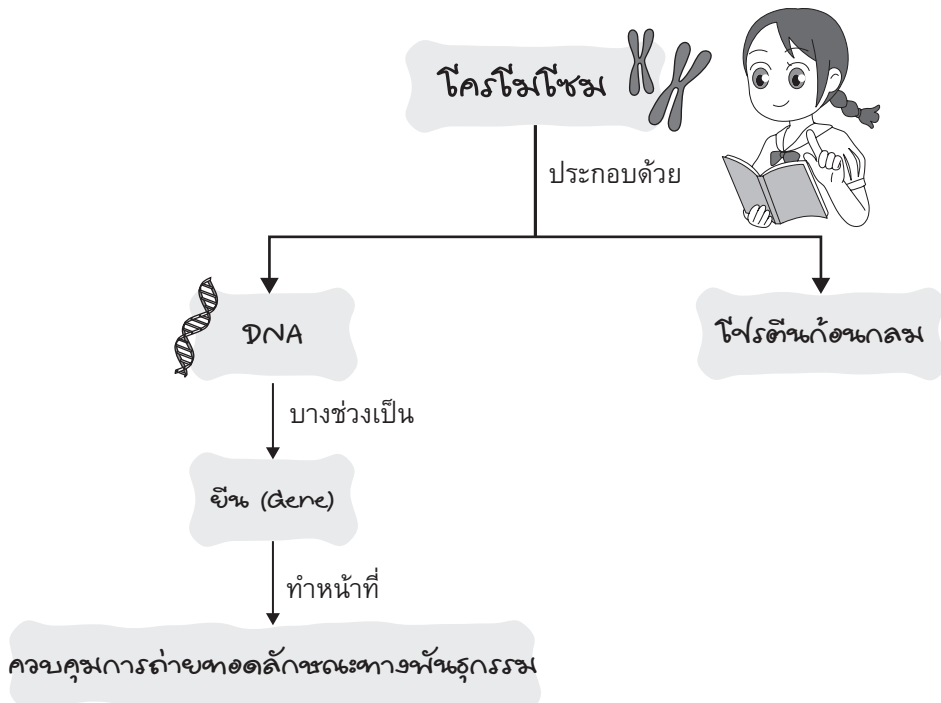 โครโมโซม
ประกอบด้วย
DNA
โปรตีนก้อนกลม
บางช่วงเป็น
ยีน (Gene)
ทำหน้าที่
ควบคุมการถ่ายทอดลักษณะทางพันธุกรรม